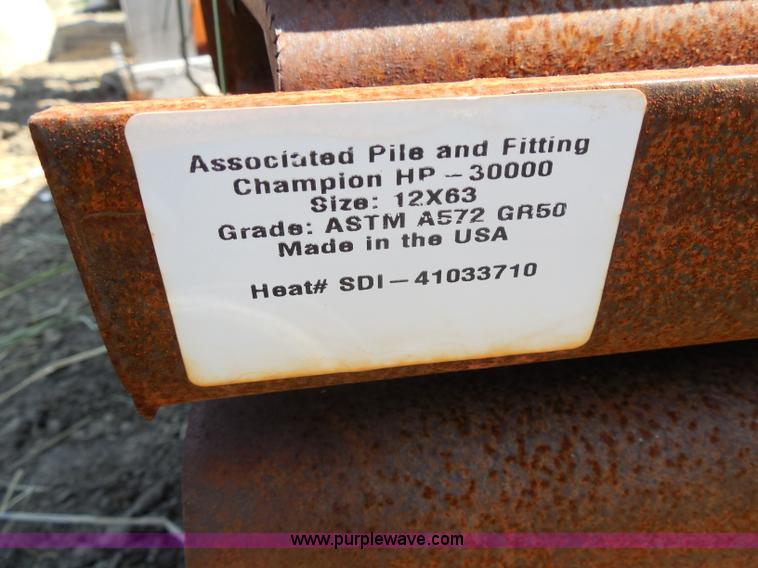 Associated Pile and Fitting
Champion HP - 30000
Size: 12X63
Grade: ASTM A572 GR50
Made in the USA
Heat# SDI-41033710
www.purplewave.com